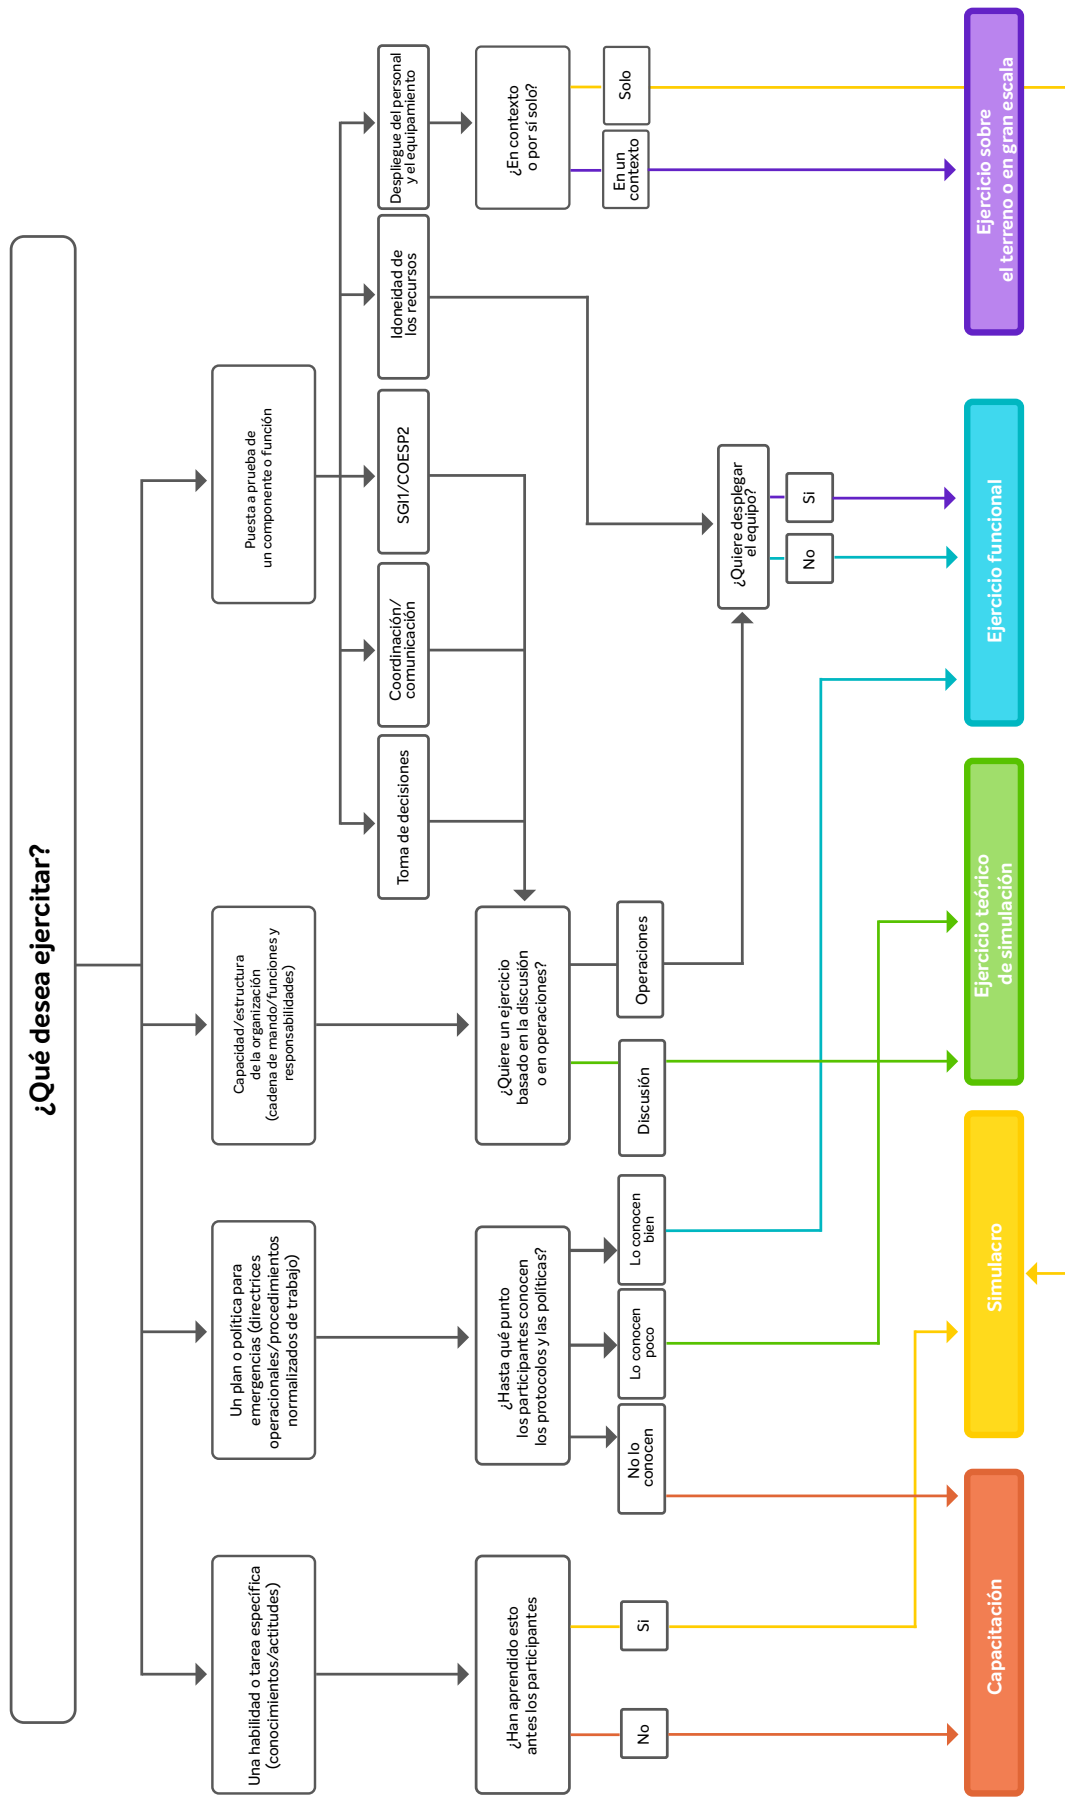 ¿Qué desea ejercitar?
Una habilidad o tarea específica
(conocimientos/actitudes)
Un plan o política para
emergencias (directrices
operacionales/procedimientos
normalizados de trabajo)
Capacidad/estructura
de la organización
(cadena de mando/funciones y
responsabilidades)
Puesta a prueba de
un componente o función
Toma de decisiones
Coordinación/
comunicación
SGI1/COESP2
Idoneidad de
los recursos
Despliegue del personal
y el equipamiento
¿Han aprendido esto
antes los participantes
¿Hasta qué punto
los participantes conocen
los protocolos y las políticas?
¿Quiere un ejercicio
basado en la discusión
o en operaciones?
¿En contexto
o por sí solo?
No
Si
No lo
conocen
Lo conocen
poco
Lo conocen
bien
Discusión
Operaciones
En un
contexto
Solo
¿Quiere desplegar
el equipo?
No
Si
Capacitación
Simulacro
Ejercicio teórico
de simulación
Ejercicio funcional
Ejercicio sobre
el terreno o en gran escala